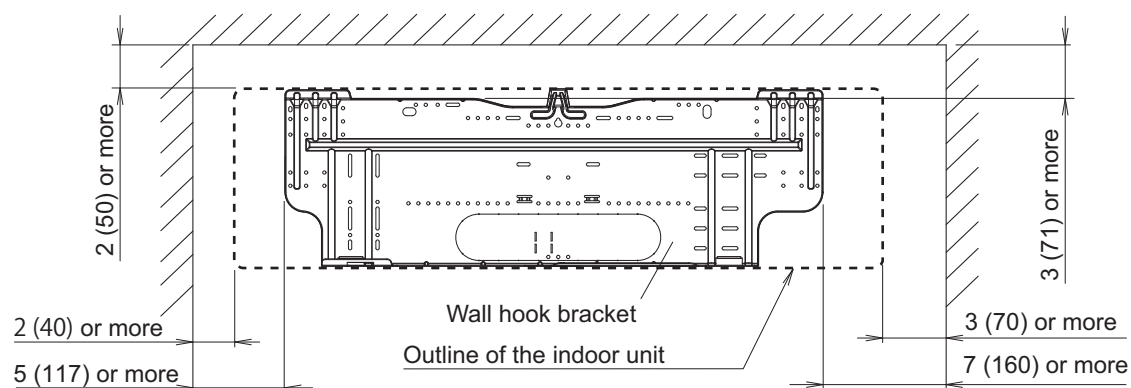 2 (50) or more
3 (71) or more
Wall hook bracket
2 (40) or more
3 (70) or more
Outline of the indoor unit
5 (117) or more
7 (160) or more